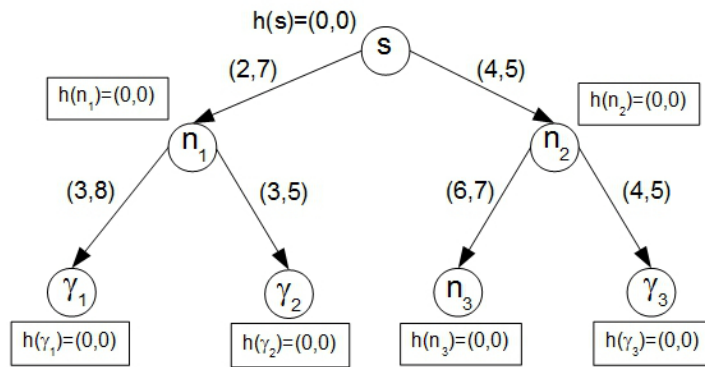 h(s)=(0,0)
s
(2,7)
(4,5)
h(n₁)=(0,0)
h(n₂)=(0,0)
n₁
n₂
(3,8)
(3,5)
(6,7)
(4,5)
γ₁
γ₂
n₃
γ₃
h(γ₁)=(0,0)
h(γ₂)=(0,0)
h(n₃)=(0,0)
h(γ₃)=(0,0)